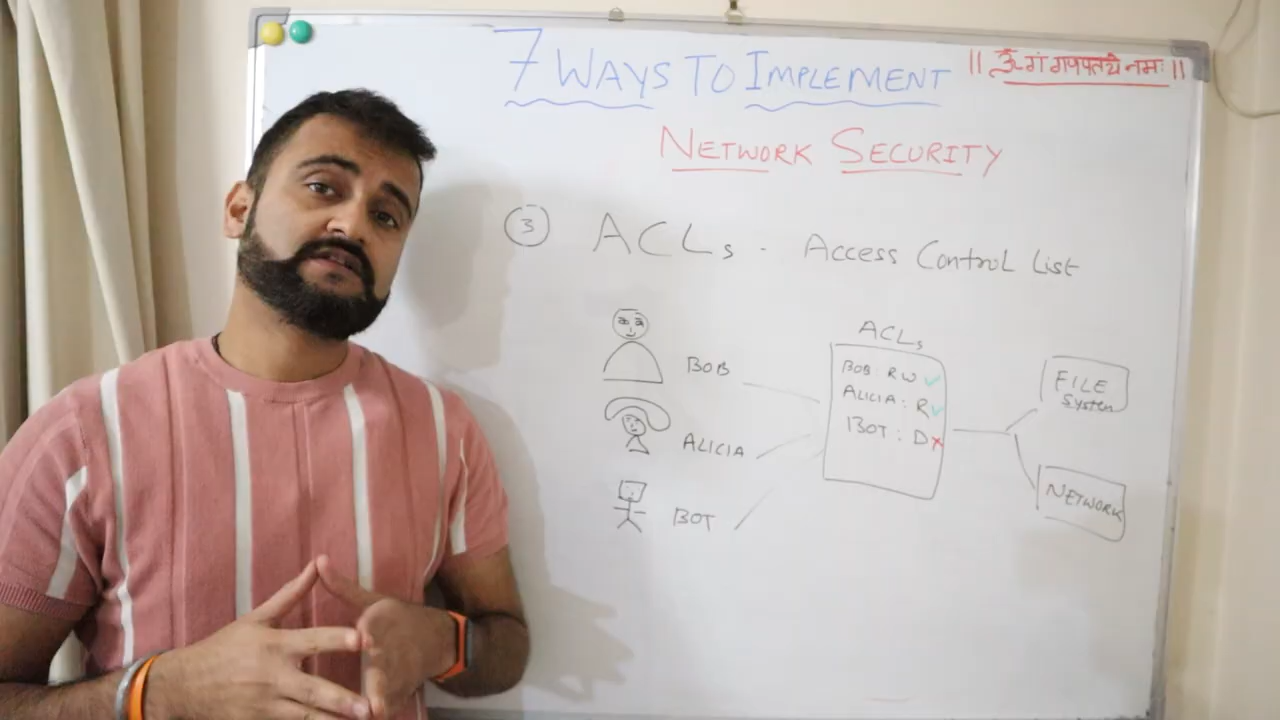 7 WAYS TO IMPLEMENT
|| ॐ गं गणपतये नमः ||
NETWORK SECURITY
3 ACLs - ACCESS CONTROL LIST
BOB
ALICIA
BOT
ACLs
BOB : RW ✓
ALICIA : R ✓
BOT : D x
FILE
SYSTEM
NETWORK